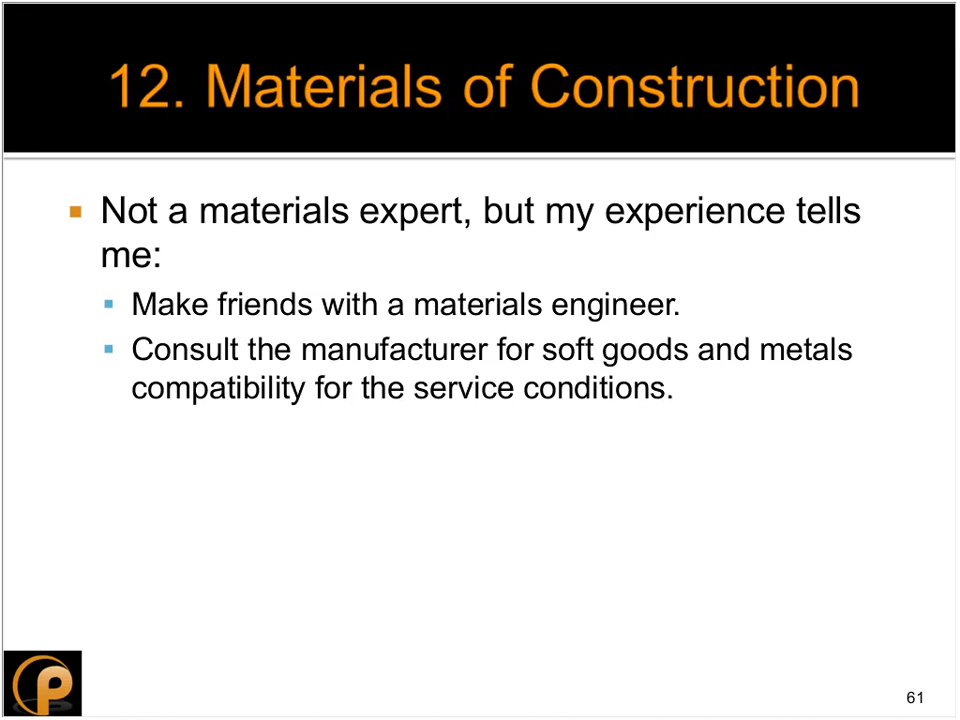 12. Materials of Construction
Not a materials expert, but my experience tells
me:
Make friends with a materials engineer.
Consult the manufacturer for soft goods and metals
compatibility for the service conditions.
P
61